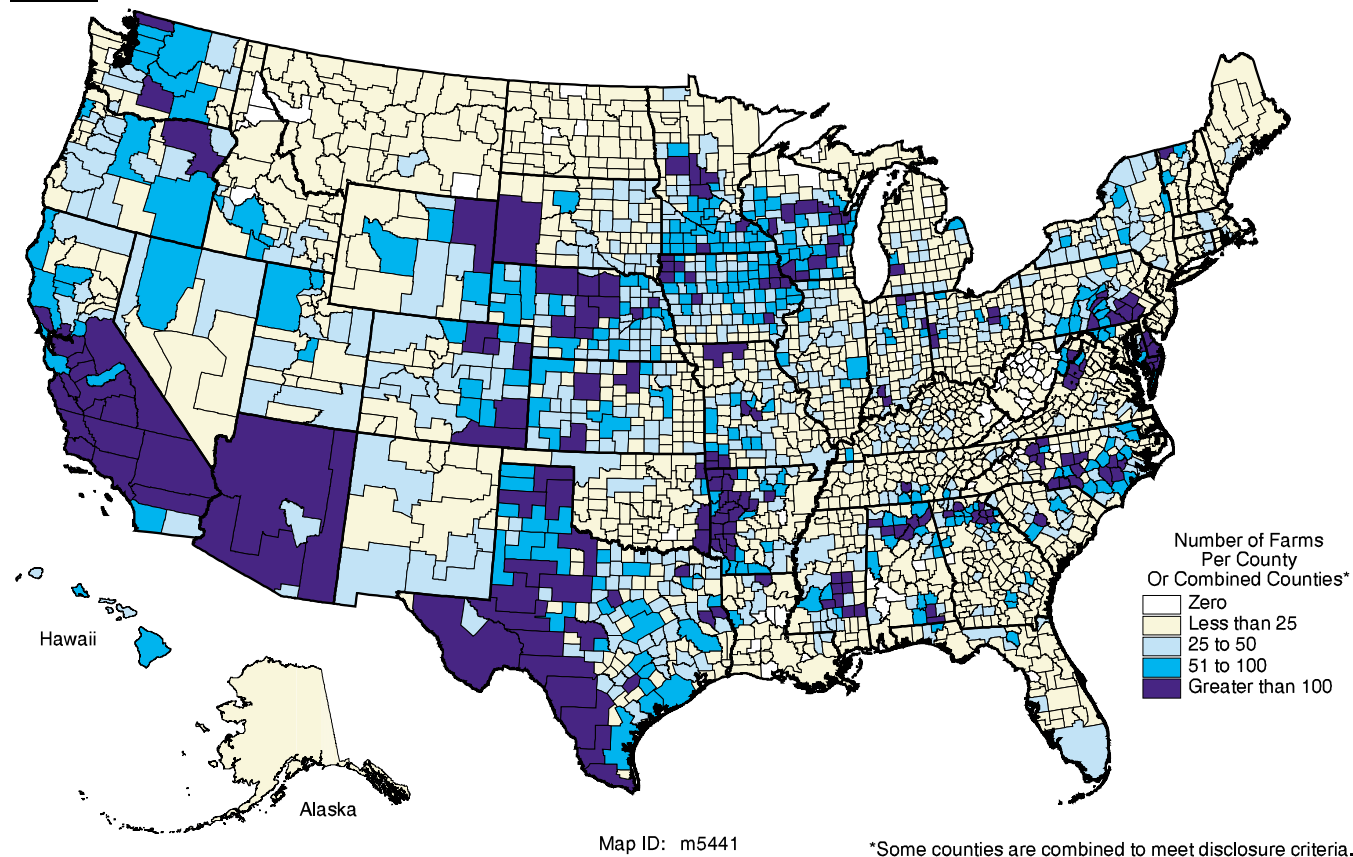 Number of Farms
Per County
Or Combined Counties*
Zero
Less than 25
25 to 50
51 to 100
Greater than 100
Hawaii
Alaska
Map ID: m5441
*Some counties are combined to meet disclosure criteria.